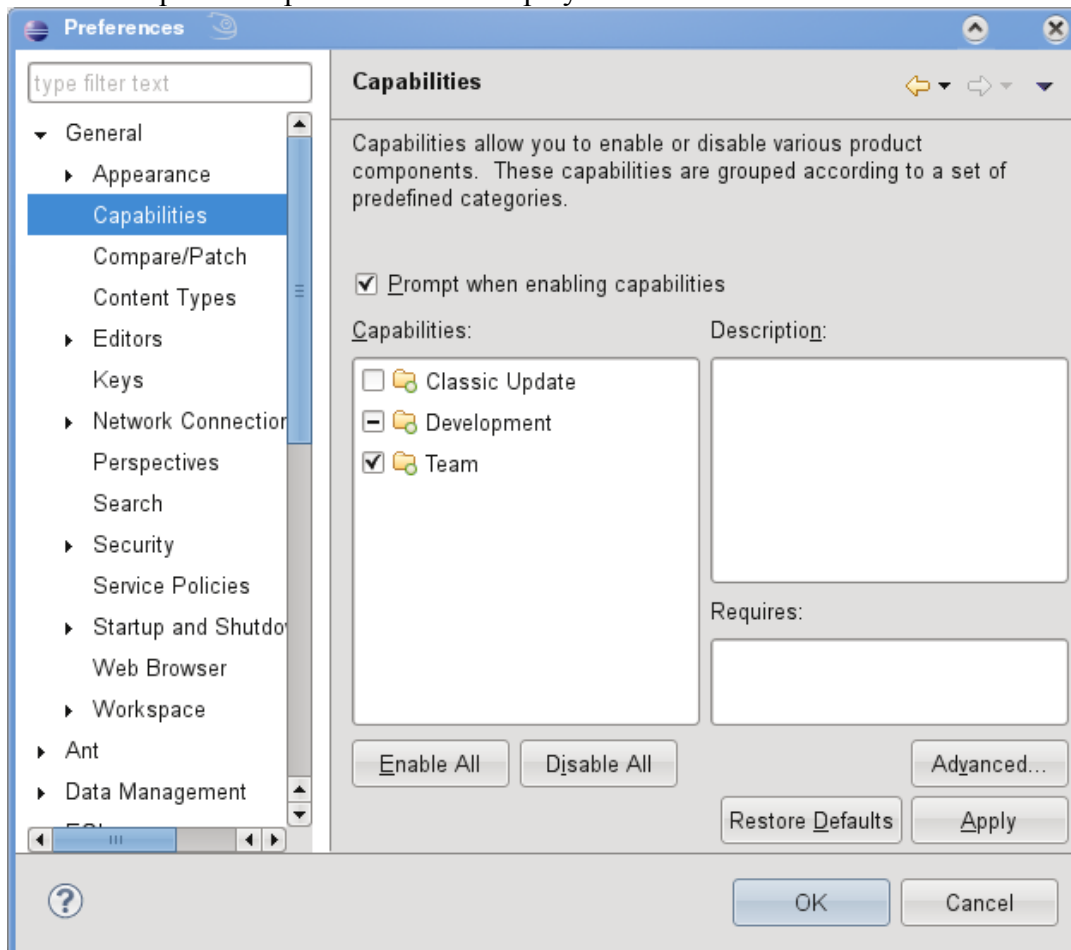 Preferences
type filter text
General
Appearance
Capabilities
Compare/Patch
Content Types
Editors
Keys
Network Connection
Perspectives
Search
Security
Service Policies
Startup and Shutdo
Web Browser
Workspace
Ant
Data Management
Capabilities
Capabilities allow you to enable or disable various product
components. These capabilities are grouped according to a set of
predefined categories.
Prompt when enabling capabilities
Capabilities:
Classic Update
Development
Team
Description:
Requires:
Enable All
Disable All
Advanced...
Restore Defaults
Apply
OK
Cancel